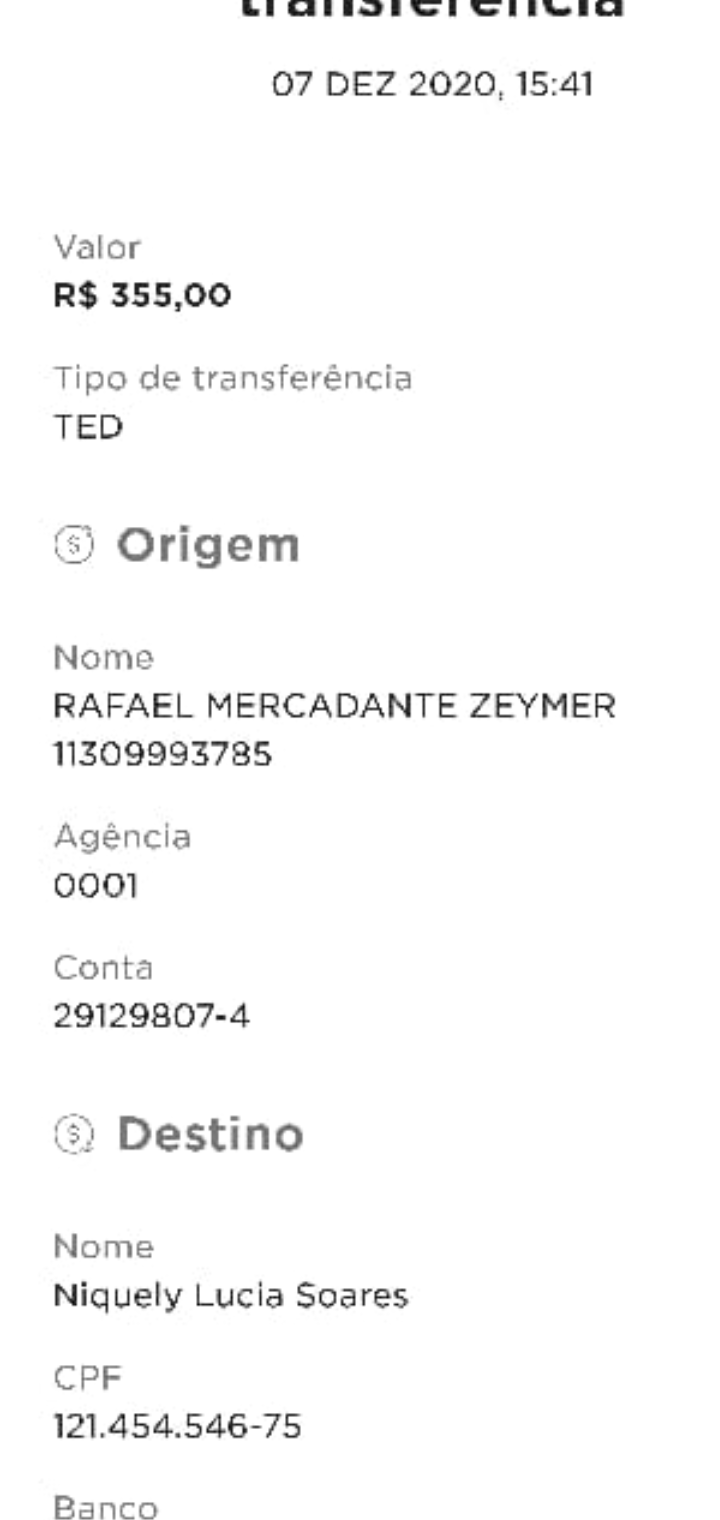 transferência
07 DEZ 2020, 15:41
Valor
R$ 355,00
Tipo de transferência
TED
Origem
Nome
RAFAEL MERCADANTE ZEYMER
11309993785
Agência
0001
Conta
29129807-4
Destino
Nome
Niquely Lucia Soares
CPF
121.454.546-75
Banco